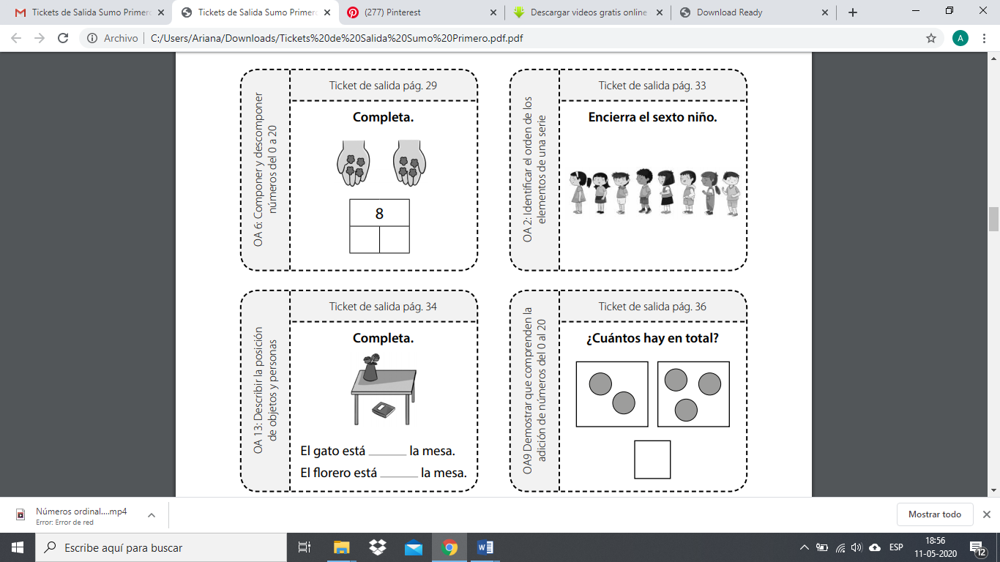 Tickets de Salida Sumo Primero
Tickets de Salida Sumo Primero
(277) Pinterest
Descargar videos gratis online
Download Ready
Archivo
C:/Users/Ariana/Downloads/Tickets%20de%20Salida%20Sumo%20Primero.pdf.pdf
A
OA 6: Componer y descomponer
números del 0 a 20
Ticket de salida pág. 29
Completa.
8
OA 2: Identificar el orden de los
elementos de una serie
Ticket de salida pág. 33
Encierra el sexto niño.
OA 13: Describir la posición
de objetos y personas
Ticket de salida pág. 34
Completa.
El gato está ______ la mesa.
El florero está ______ la mesa.
OA9 Demostrar que comprenden la
adición de números del 0 al 20
Ticket de salida pág. 36
¿Cuántos hay en total?
Números ordinal....mp4
Error: Error de red
Mostrar todo
Escribe aquí para buscar
ESP
18:56
11-05-2020
12